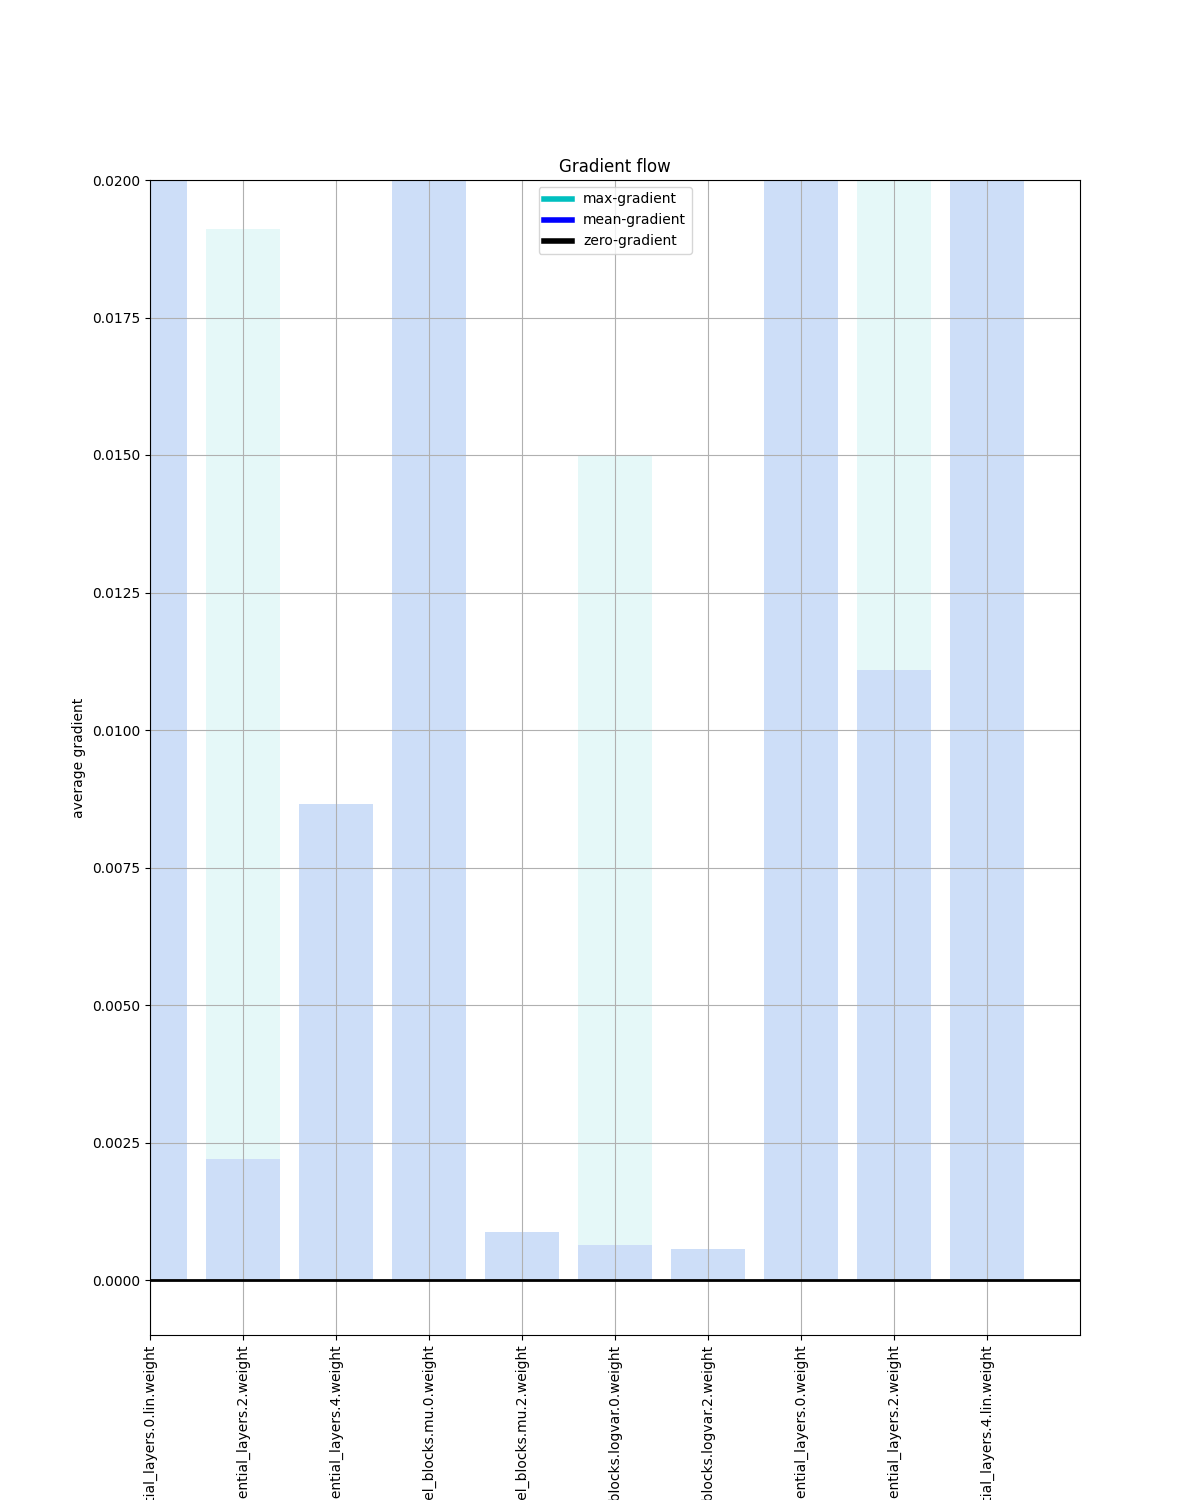 Gradient flow
max-gradient
mean-gradient
zero-gradient
average gradient
0.0200
0.0175
0.0150
0.0125
0.0100
0.0075
0.0050
0.0025
0.0000
tial_layers.0.lin.weight
ential_layers.2.weight
ential_layers.4.weight
el_blocks.mu.0.weight
el_blocks.mu.2.weight
blocks.logvar.0.weight
blocks.logvar.2.weight
ential_layers.0.weight
ential_layers.2.weight
tial_layers.4.lin.weight